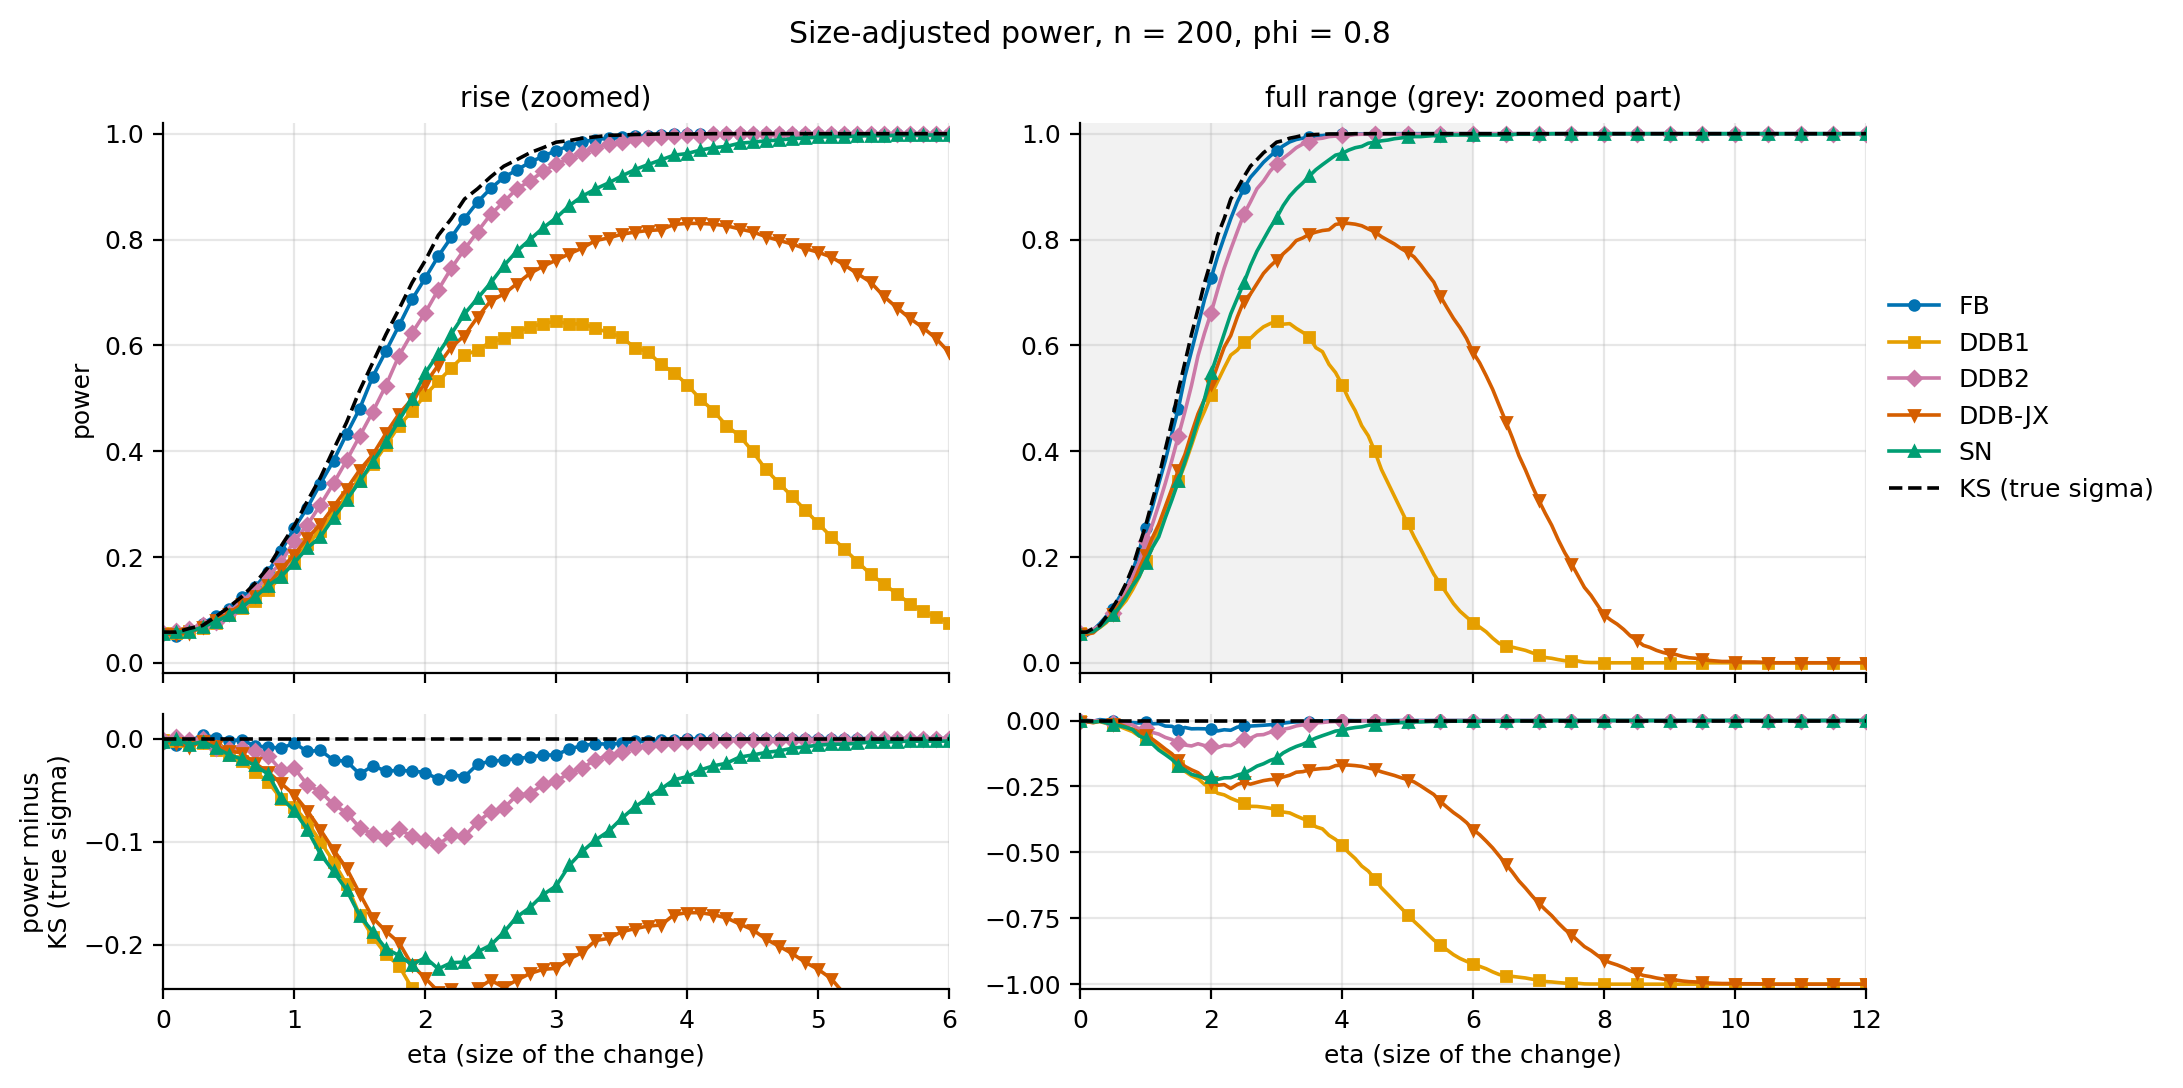 Size-adjusted power, n = 200, phi = 0.8
rise (zoomed)
1.0
0.8
0.6
0.4
0.2
0.0
power
full range (grey: zoomed part)
1.0
0.8
0.6
0.4
0.2
0.0
FB
DDB1
DDB2
DDB-JX
SN
KS (true sigma)
0.0
−0.1
−0.2
power minus
KS (true sigma)
0 1 2 3 4 5 6
eta (size of the change)
0.00
−0.25
−0.50
−0.75
−1.00
0 2 4 6 8 10 12
eta (size of the change)